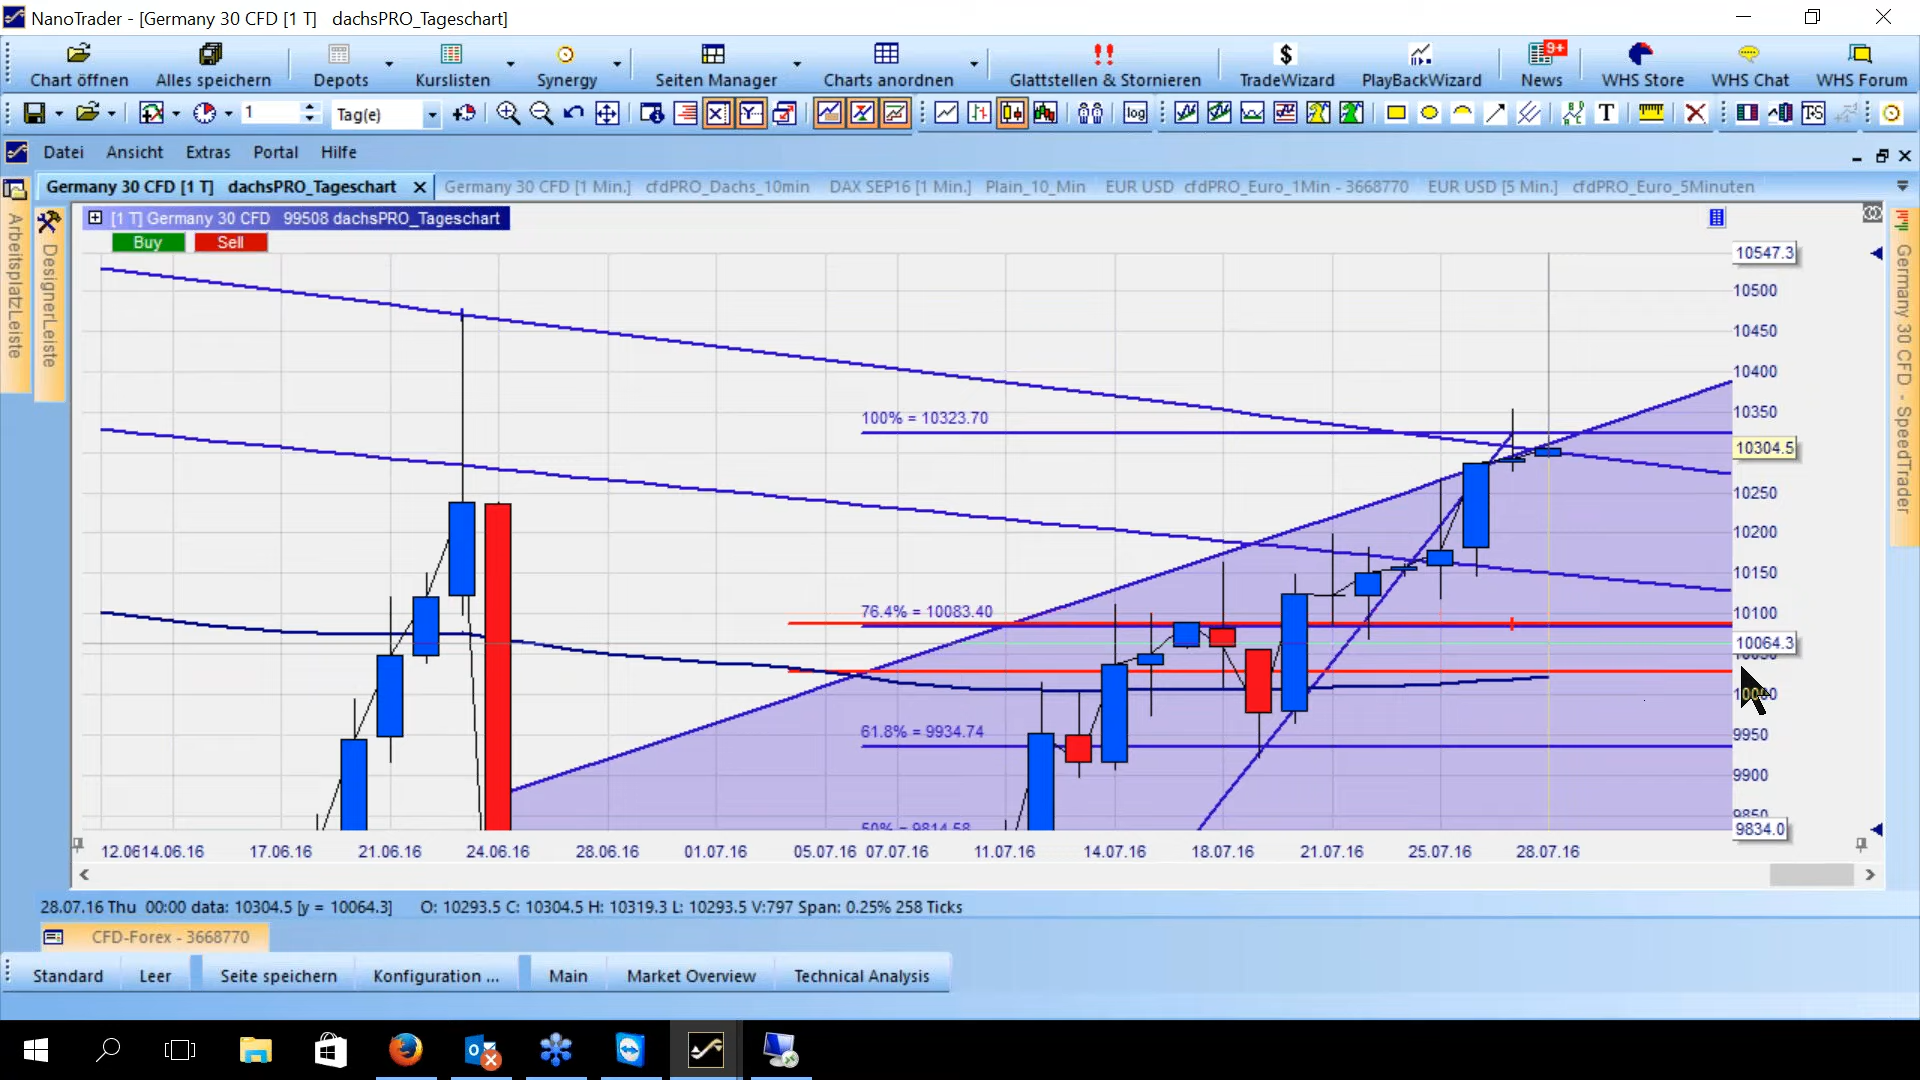 NanoTrader - [Germany 30 CFD [1 T]   dachsPRO_Tageschart]
Chart öffnen Alles speichern Depots Kurslisten Synergy Seiten Manager Charts anordnen Glattstellen & Stornieren TradeWizard PlayBackWizard 9+ News WHS Store WHS Chat WHS Forum
1 Tag(e) log T TS
Datei Ansicht Extras Portal Hilfe
Germany 30 CFD [1 T]   dachsPRO_Tageschart Germany 30 CFD [1 Min.]   cfdPRO_Dachs_10min DAX SEP16 [1 Min.]   Plain_10_Min EUR USD   cfdPRO_Euro_1Min - 3668770 EUR USD [5 Min.]   cfdPRO_Euro_5Minuten
ArbeitsplatzLeiste
DesignerLeiste
[1 T] Germany 30 CFD   99508 dachsPRO_Tageschart
Buy Sell
Germany 30 CFD - SpeedTrader
10547.3
10500
10450
10400
100% = 10323.70
10350
10304.5
10250
10200
10150
76.4% = 10083.40
10100
10064.3
10050
10000
61.8% = 9934.74
9950
9900
50% = 9814.58
9850
9834.0
12.06 14.06.16 17.06.16 21.06.16 24.06.16 28.06.16 01.07.16 05.07.16 07.07.16 11.07.16 14.07.16 18.07.16 21.07.16 25.07.16 28.07.16
28.07.16 Thu  00:00 data: 10304.5 [y = 10064.3]   O: 10293.5 C: 10304.5 H: 10319.3 L: 10293.5 V:797 Span: 0.25% 258 Ticks
CFD-Forex - 3668770
Standard Leer Seite speichern Konfiguration ... Main Market Overview Technical Analysis